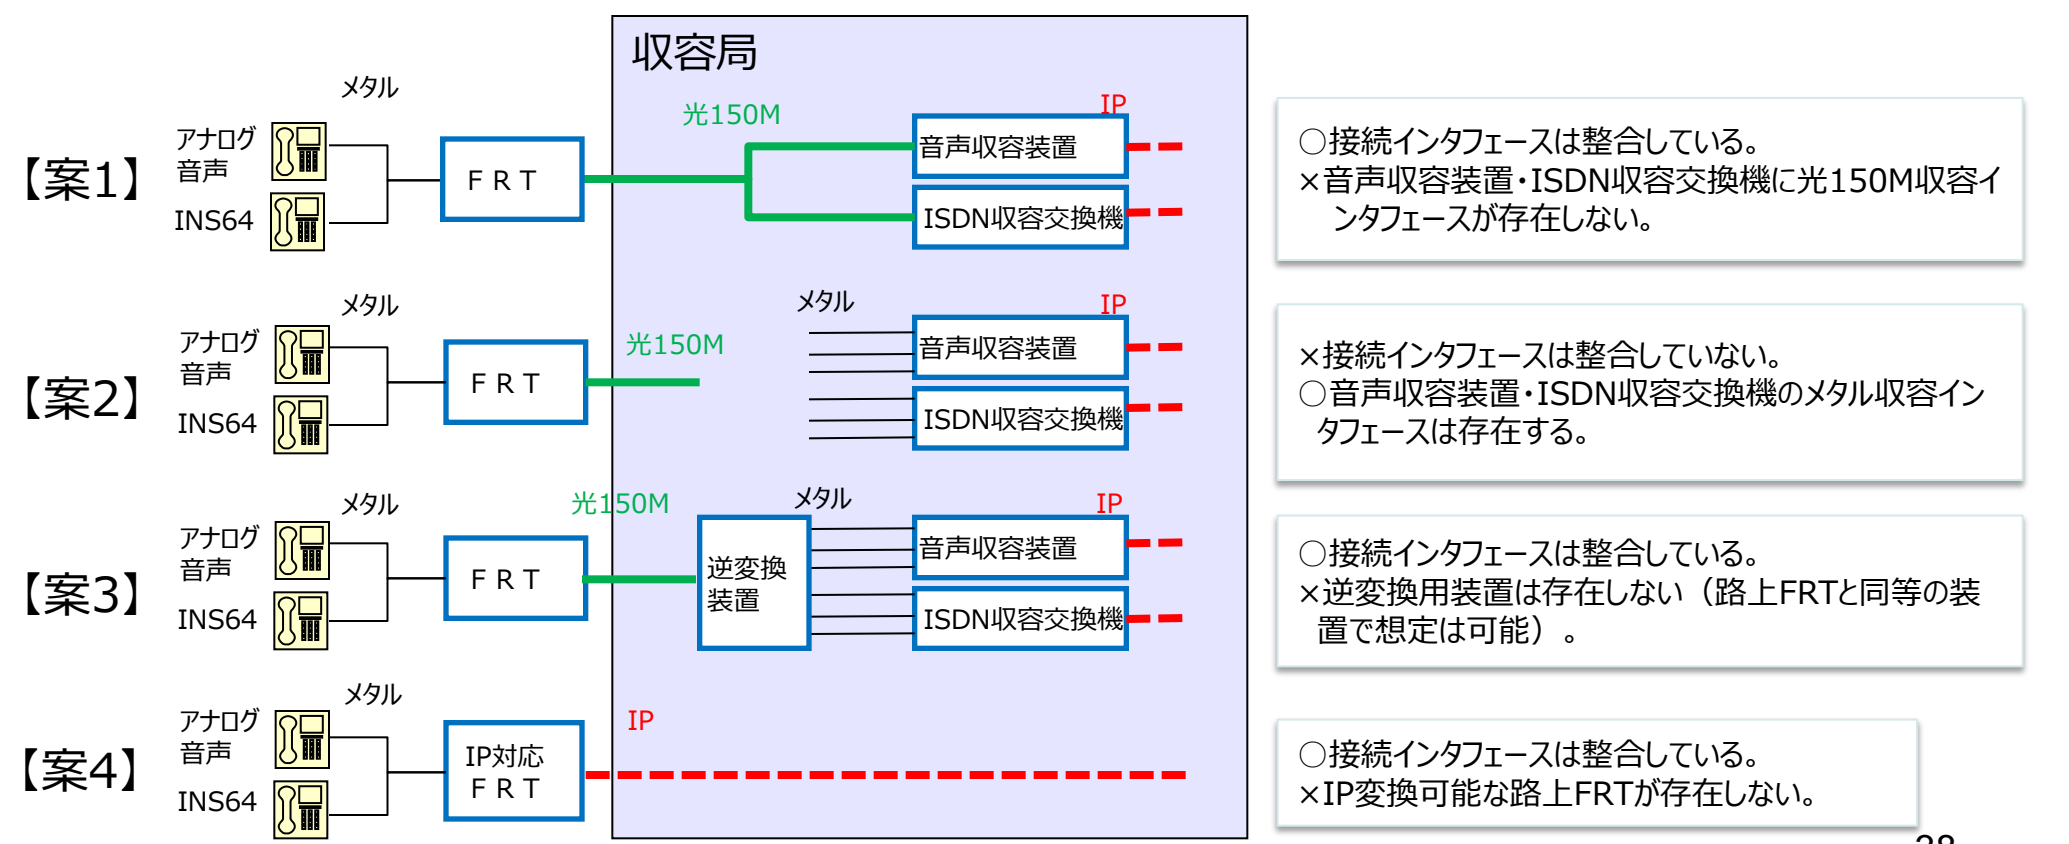 収容局
【案1】
メタル
アナログ
音声
INS64
ＦＲＴ
光150M
IP
音声収容装置
ISDN収容交換機
○接続インタフェースは整合している。
×音声収容装置・ISDN収容交換機に光150M収容イ
ンタフェースが存在しない。
【案2】
メタル
アナログ
音声
INS64
ＦＲＴ
光150M
メタル
IP
音声収容装置
ISDN収容交換機
×接続インタフェースは整合していない。
○音声収容装置・ISDN収容交換機のメタル収容イン
タフェースは存在する。
【案3】
メタル
アナログ
音声
INS64
ＦＲＴ
光150M
逆変換
装置
メタル
IP
音声収容装置
ISDN収容交換機
○接続インタフェースは整合している。
×逆変換用装置は存在しない（路上FRTと同等の装
置で想定は可能）。
【案4】
メタル
アナログ
音声
INS64
IP対応
ＦＲＴ
IP
○接続インタフェースは整合している。
×IP変換可能な路上FRTが存在しない。